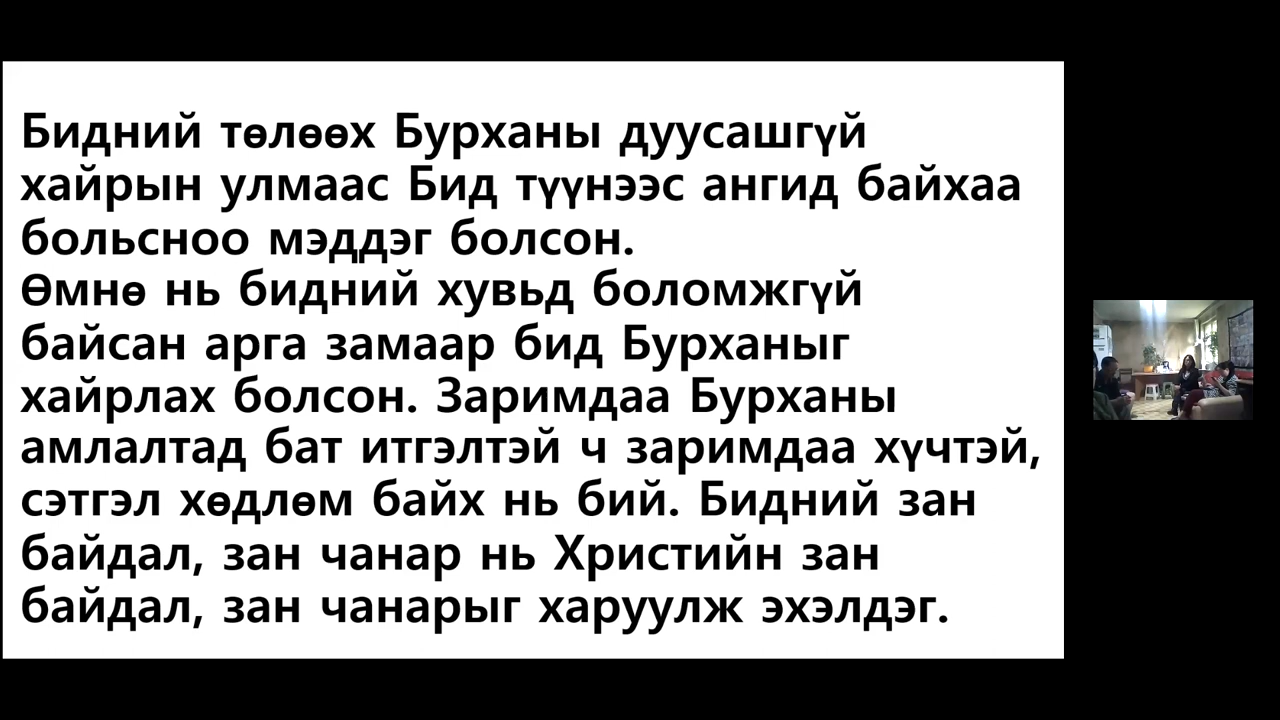 Бидний төлөөх Бурханы дуусашгүй
хайрын улмаас Бид түүнээс ангид байхаа
больсноо мэддэг болсон.
Өмнө нь бидний хувьд боломжгүй
байсан арга замаар бид Бурханыг
хайрлах болсон. Заримдаа Бурханы
амлалтад бат итгэлтэй ч заримдаа хүчтэй,
сэтгэл хөдлөм байх нь бий. Бидний зан
байдал, зан чанар нь Христийн зан
байдал, зан чанарыг харуулж эхэлдэг.